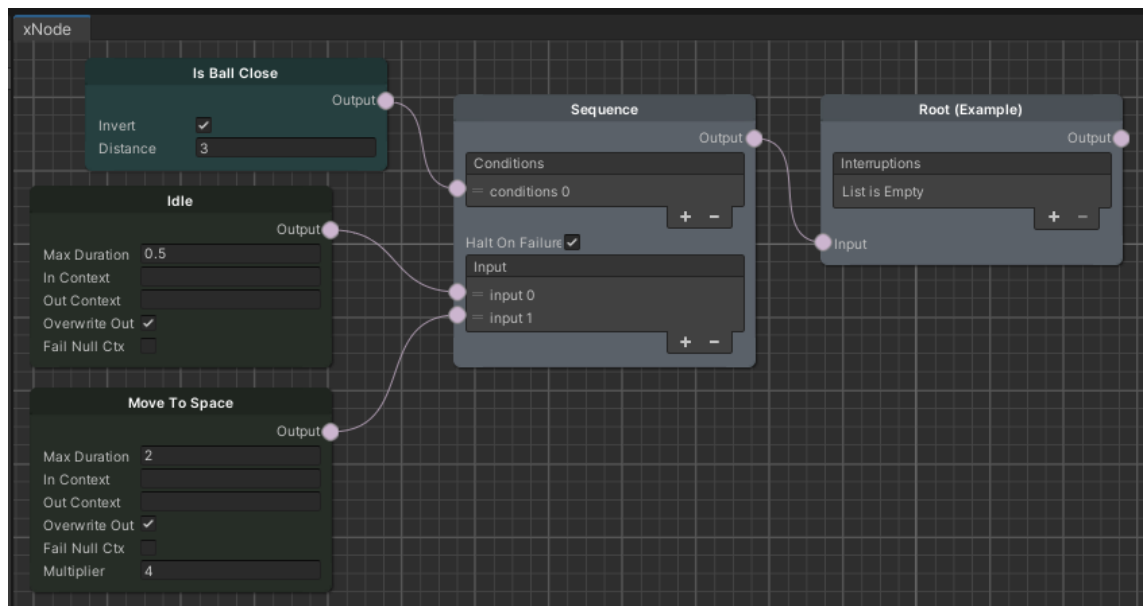 xNode
Is Ball Close
Output
Invert
Distance 3
Idle
Output
Max Duration 0.5
In Context
Out Context
Overwrite Out
Fail Null Ctx
Move To Space
Output
Max Duration 2
In Context
Out Context
Overwrite Out
Fail Null Ctx
Multiplier 4
Sequence
Output
Conditions
= conditions 0
+ −
Halt On Failure
Input
= input 0
= input 1
+ −
Root (Example)
Output
Interruptions
List is Empty
+ −
Input